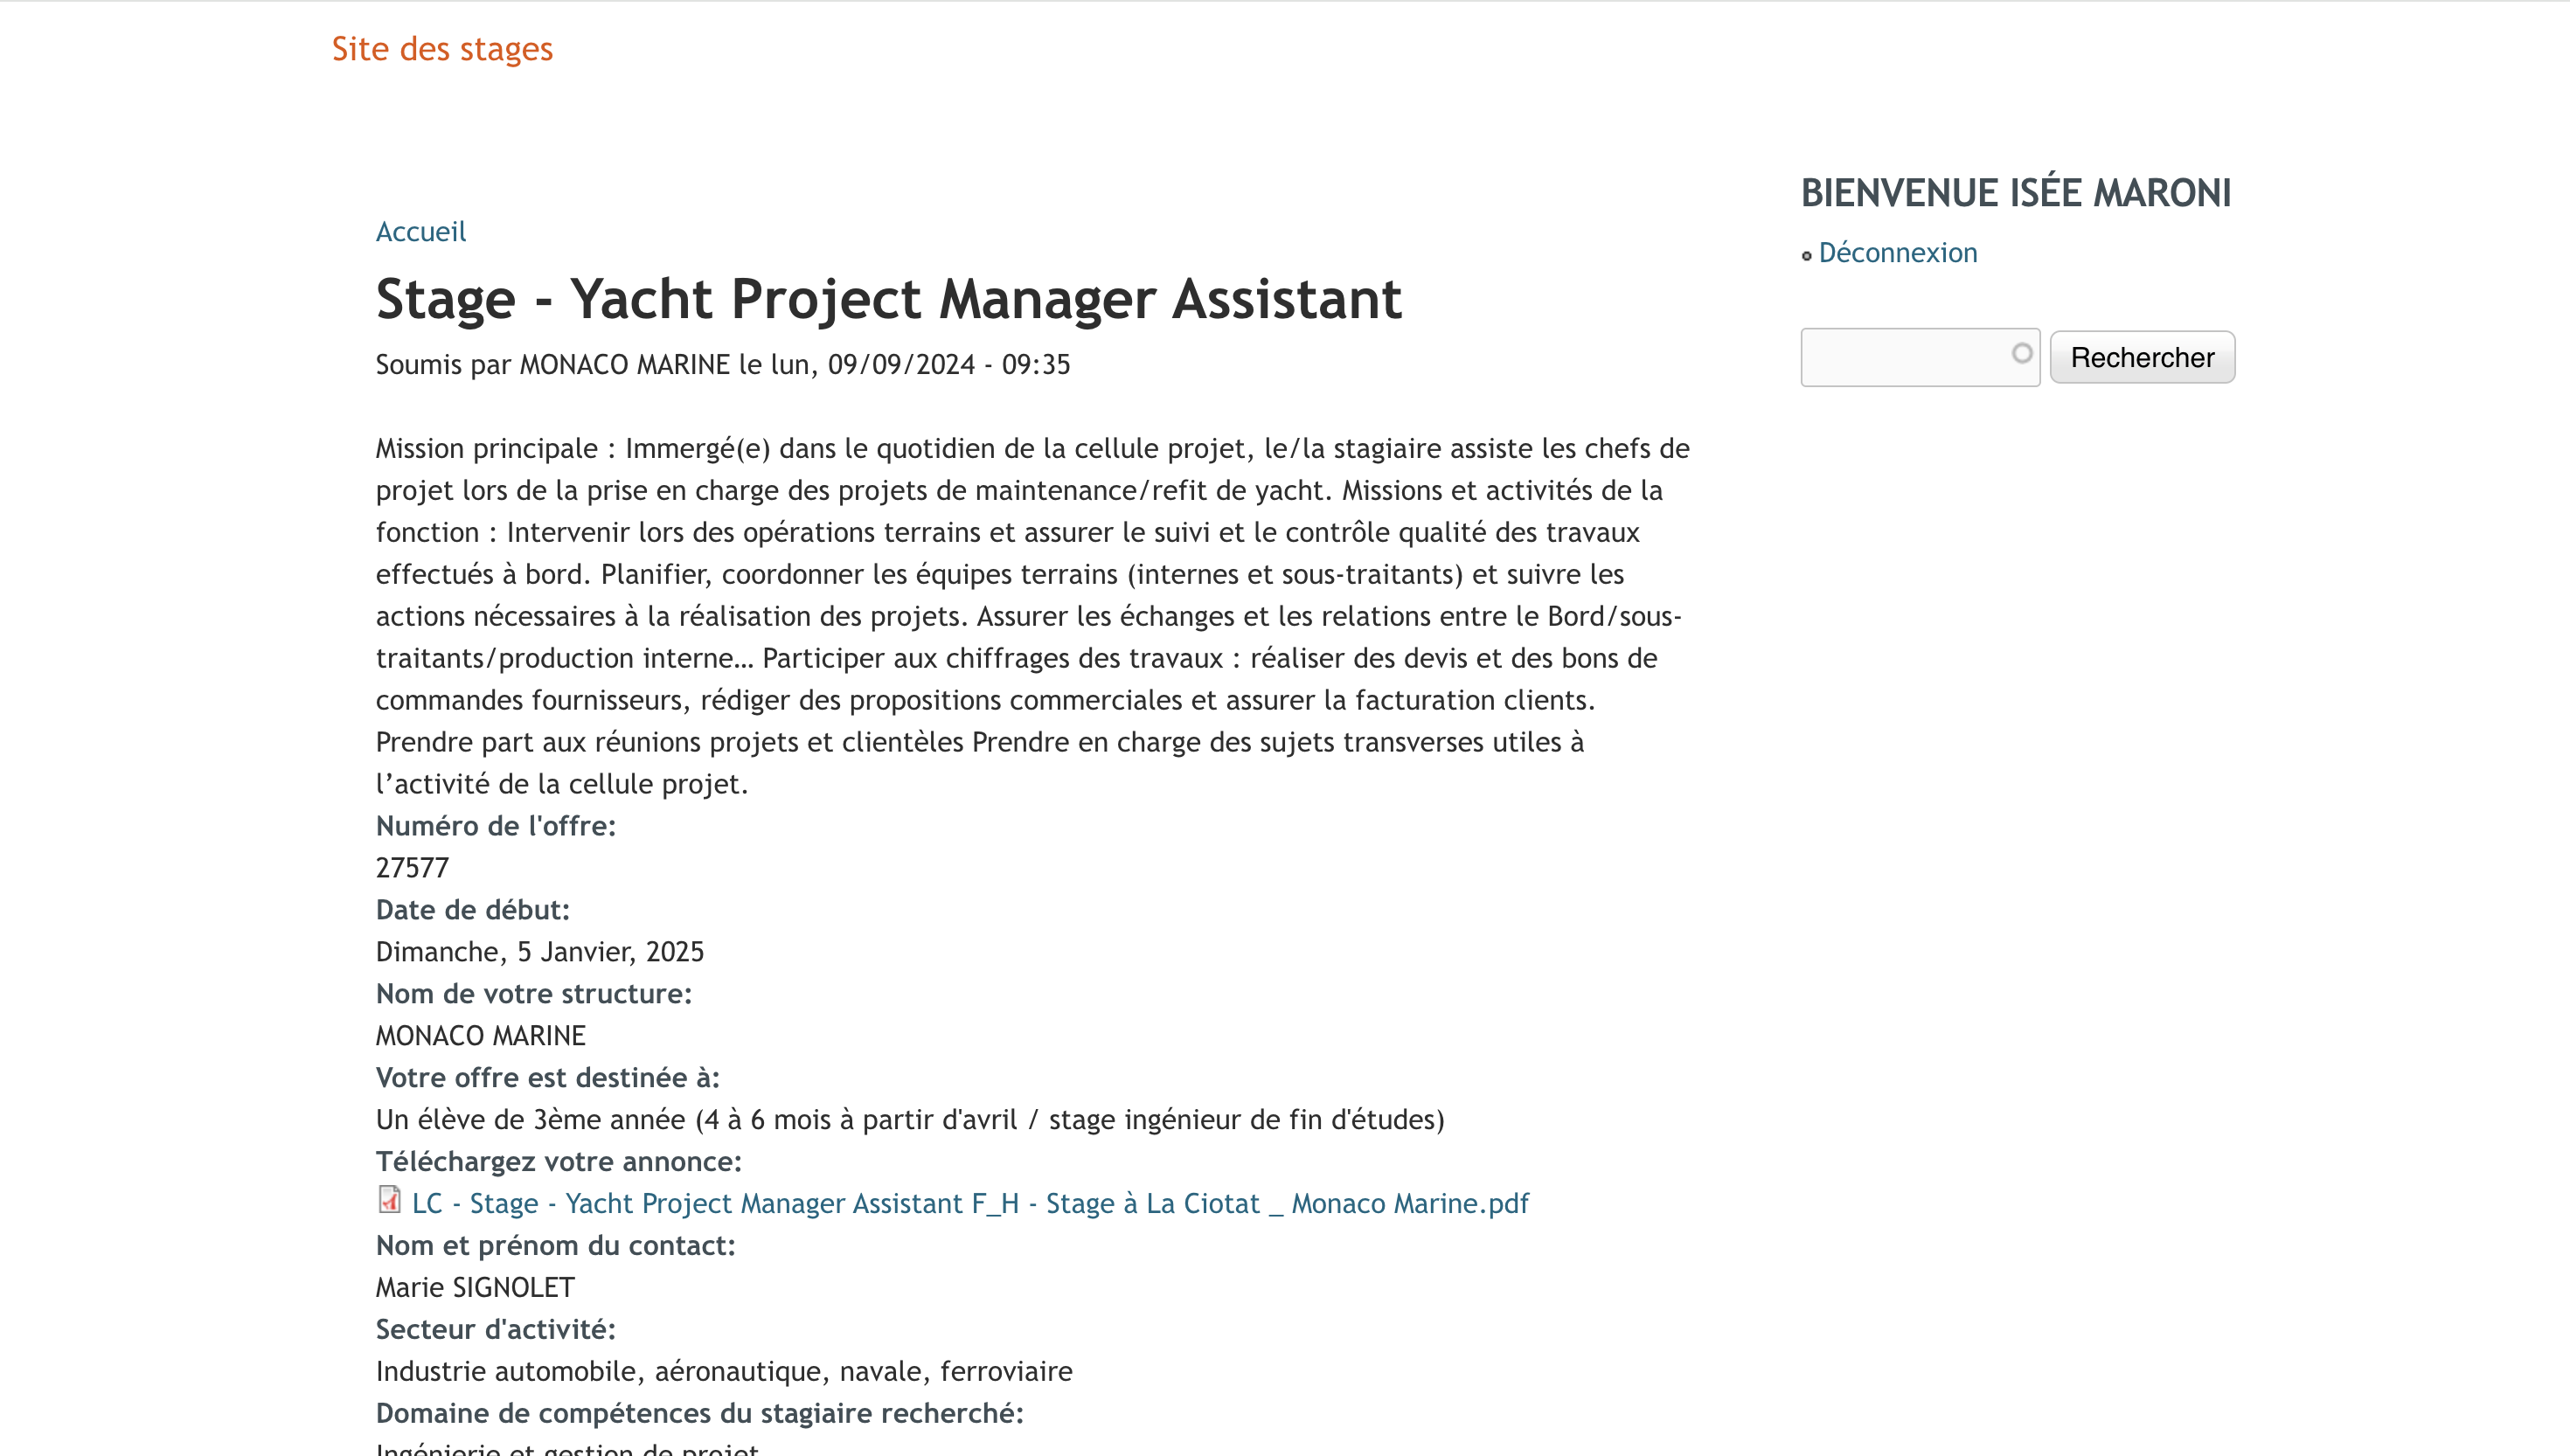 Site des stages
BIENVENUE ISÉE MARONI
Déconnexion
Rechercher
Accueil
Stage - Yacht Project Manager Assistant
Soumis par MONACO MARINE le lun, 09/09/2024 - 09:35
Mission principale : Immergé(e) dans le quotidien de la cellule projet, le/la stagiaire assiste les chefs de
projet lors de la prise en charge des projets de maintenance/refit de yacht. Missions et activités de la
fonction : Intervenir lors des opérations terrains et assurer le suivi et le contrôle qualité des travaux
effectués à bord. Planifier, coordonner les équipes terrains (internes et sous-traitants) et suivre les
actions nécessaires à la réalisation des projets. Assurer les échanges et les relations entre le Bord/sous-
traitants/production interne… Participer aux chiffrages des travaux : réaliser des devis et des bons de
commandes fournisseurs, rédiger des propositions commerciales et assurer la facturation clients.
Prendre part aux réunions projets et clientèles Prendre en charge des sujets transverses utiles à
l’activité de la cellule projet.
Numéro de l'offre:
27577
Date de début:
Dimanche, 5 Janvier, 2025
Nom de votre structure:
MONACO MARINE
Votre offre est destinée à:
Un élève de 3ème année (4 à 6 mois à partir d'avril / stage ingénieur de fin d'études)
Téléchargez votre annonce:
LC - Stage - Yacht Project Manager Assistant F_H - Stage à La Ciotat _ Monaco Marine.pdf
Nom et prénom du contact:
Marie SIGNOLET
Secteur d'activité:
Industrie automobile, aéronautique, navale, ferroviaire
Domaine de compétences du stagiaire recherché:
Ingénierie et gestion de projet